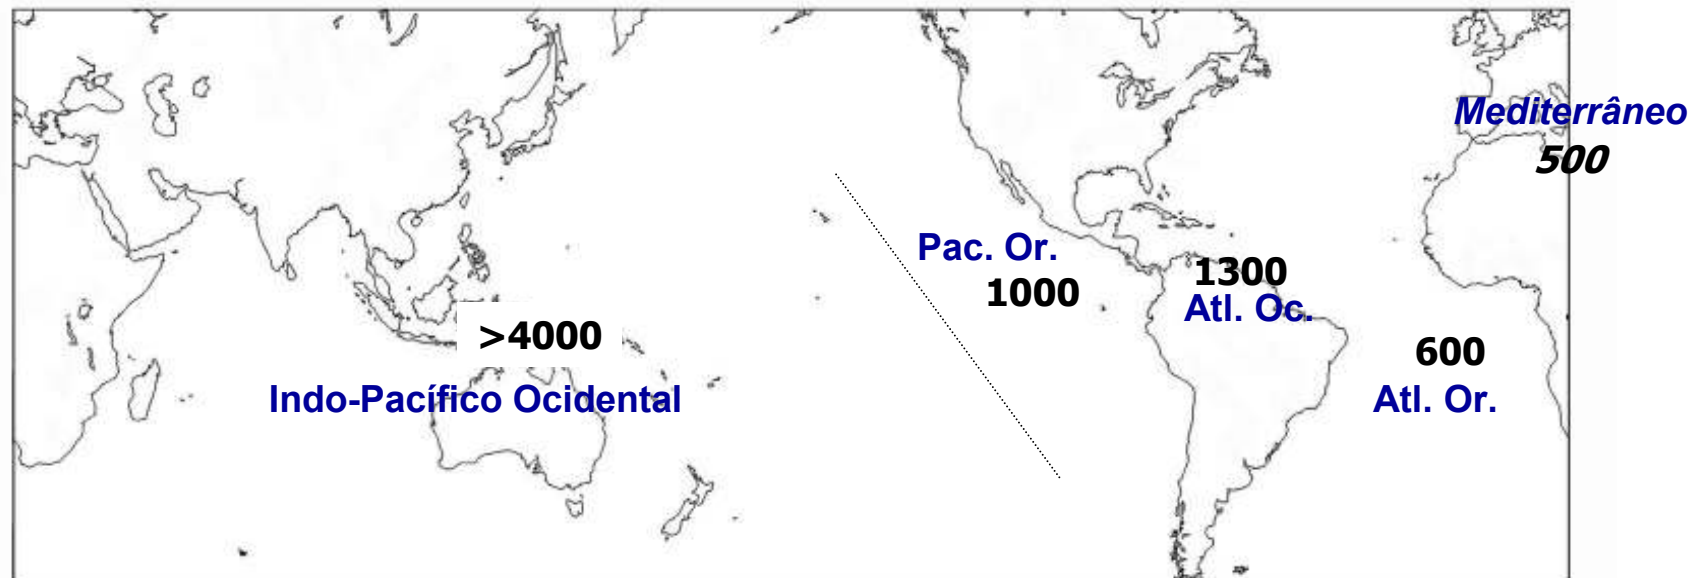 Mediterrâneo
500
Pac. Or.
1000
1300
Atl. Oc.
>4000
Indo-Pacífico Ocidental
600
Atl. Or.